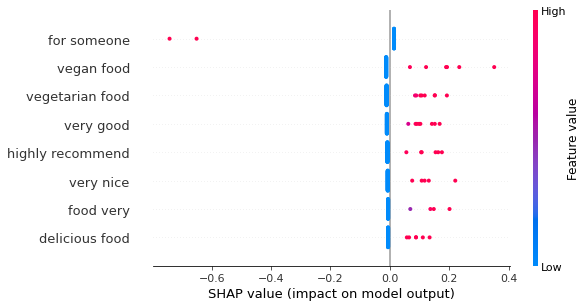 High
for someone
vegan food
vegetarian food
very good
highly recommend
very nice
food very
delicious food
Low
Feature value
−0.6 −0.4 −0.2 0.0 0.2 0.4
SHAP value (impact on model output)